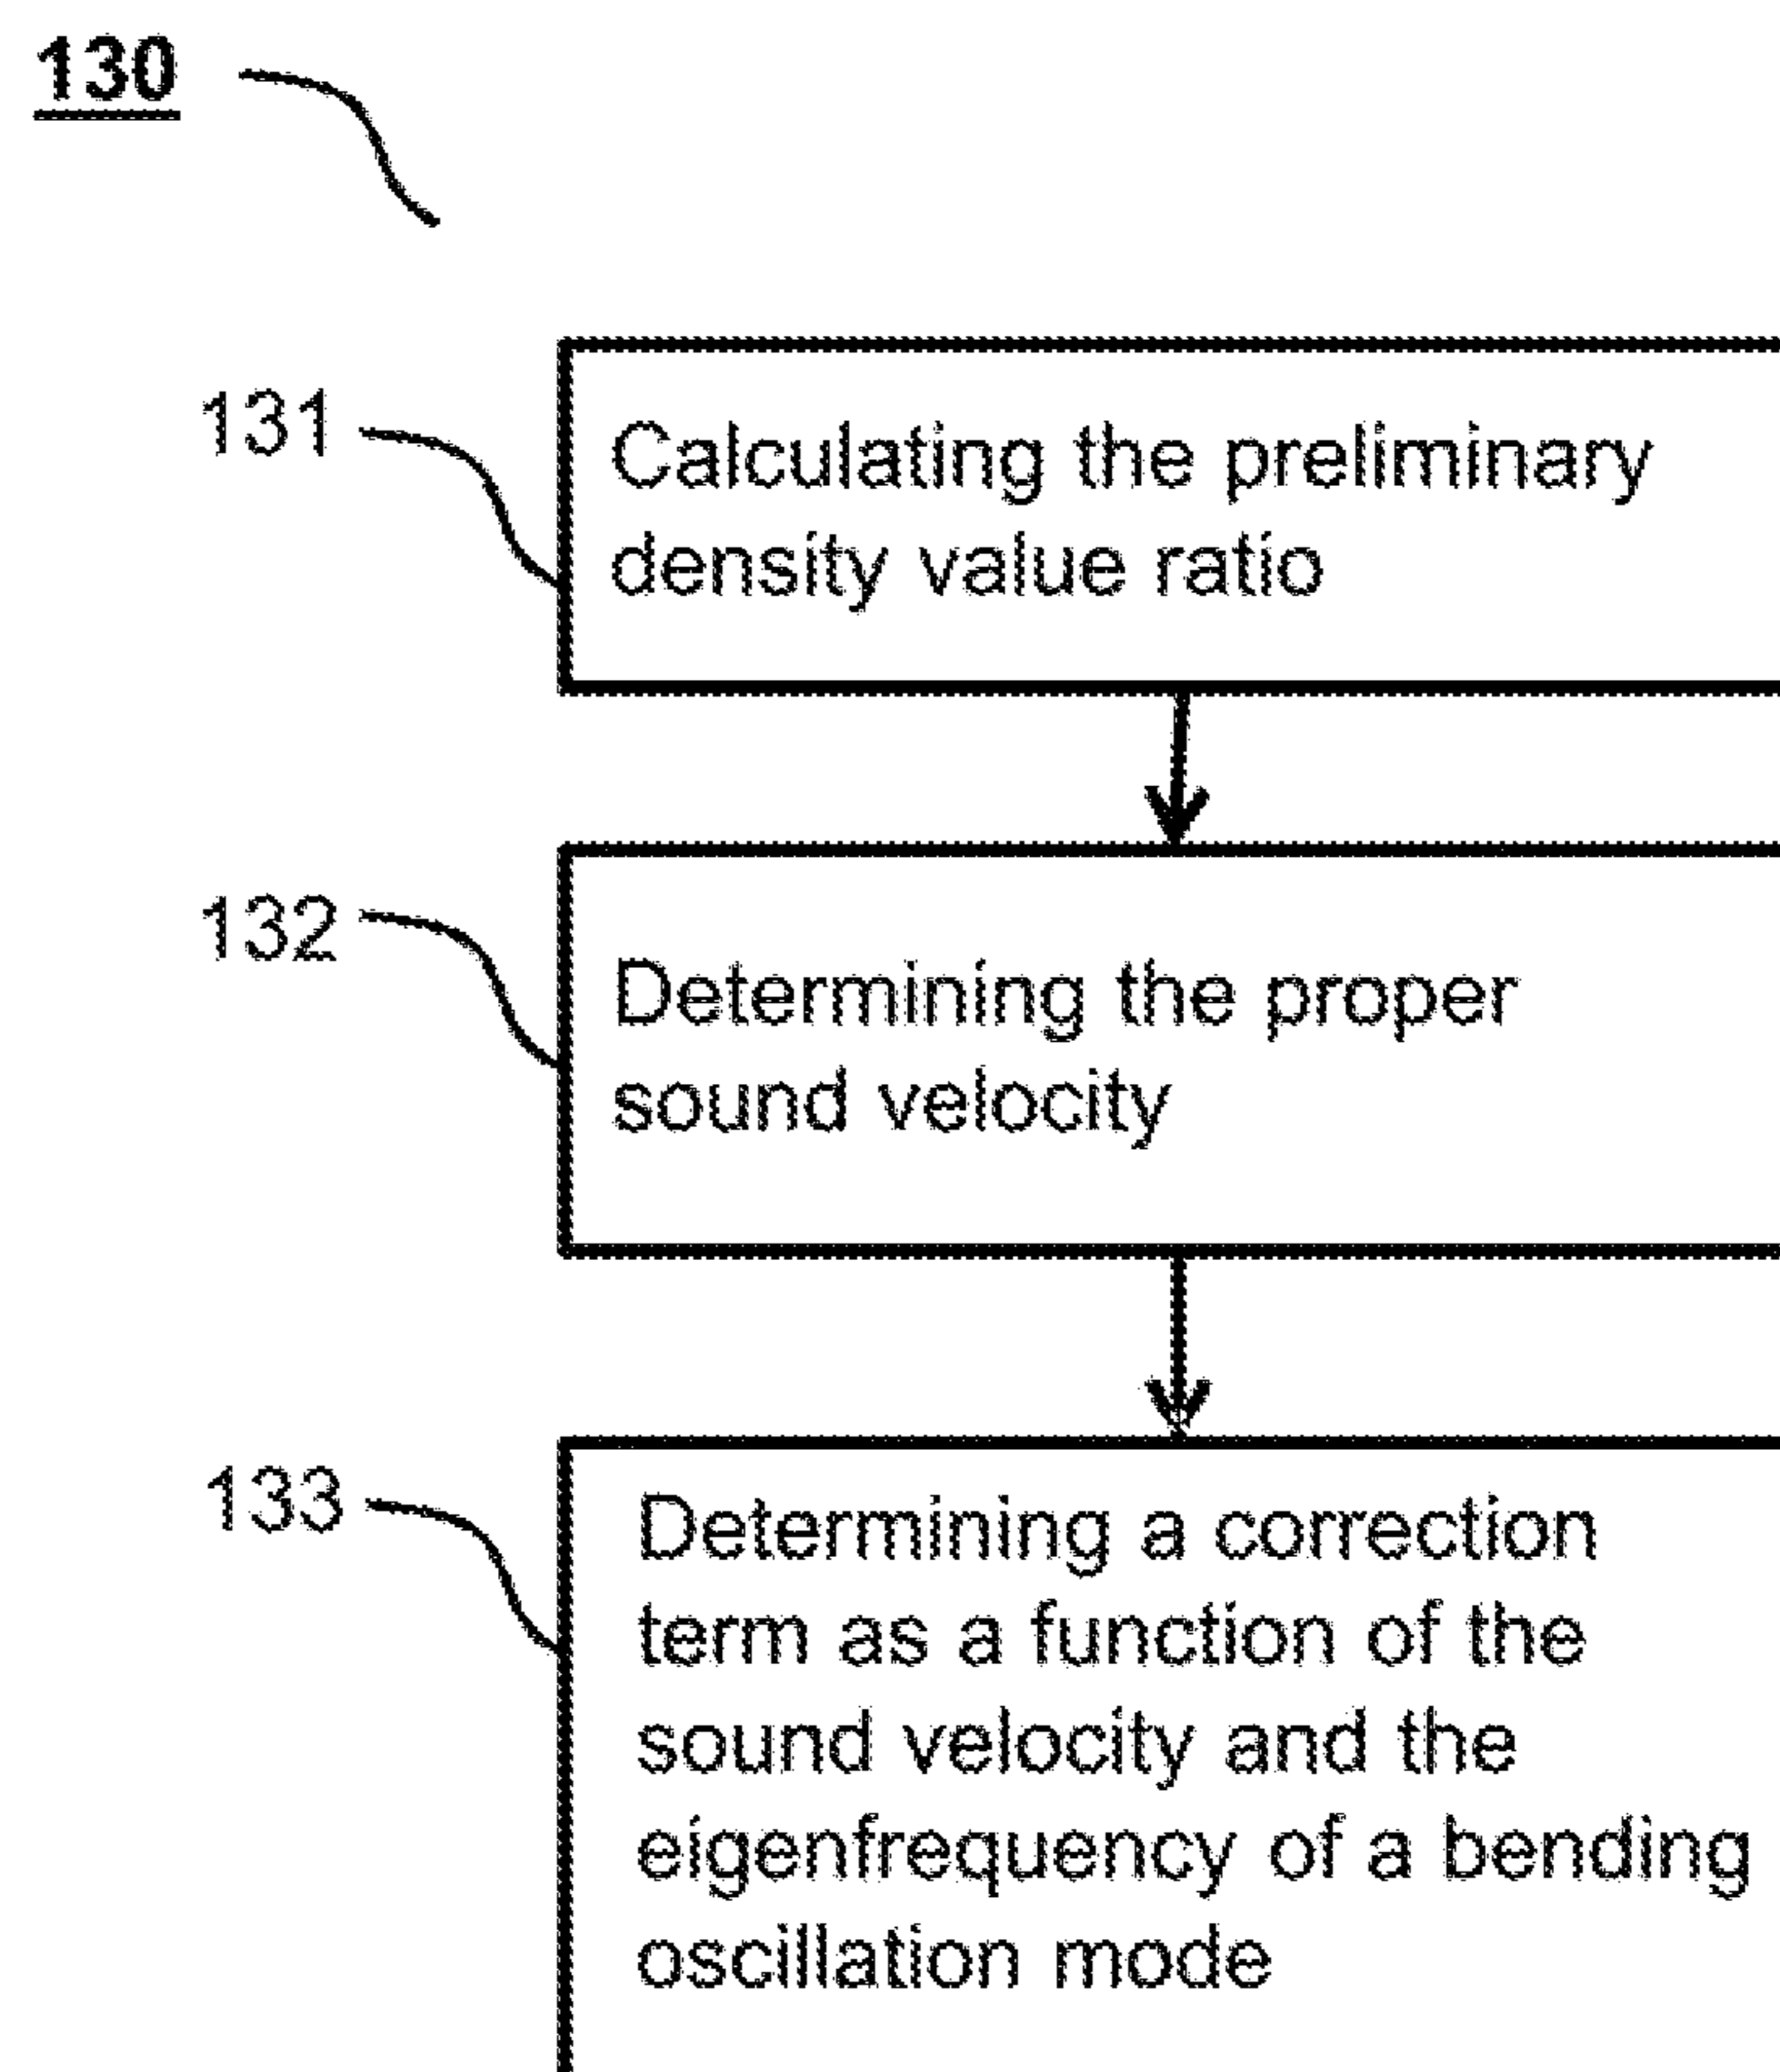 130
131
Calculating the preliminary
density value ratio
132
Determining the proper
sound velocity
133
Determining a correction
term as a function of the
sound velocity and the
eigenfrequency of a bending
oscillation mode